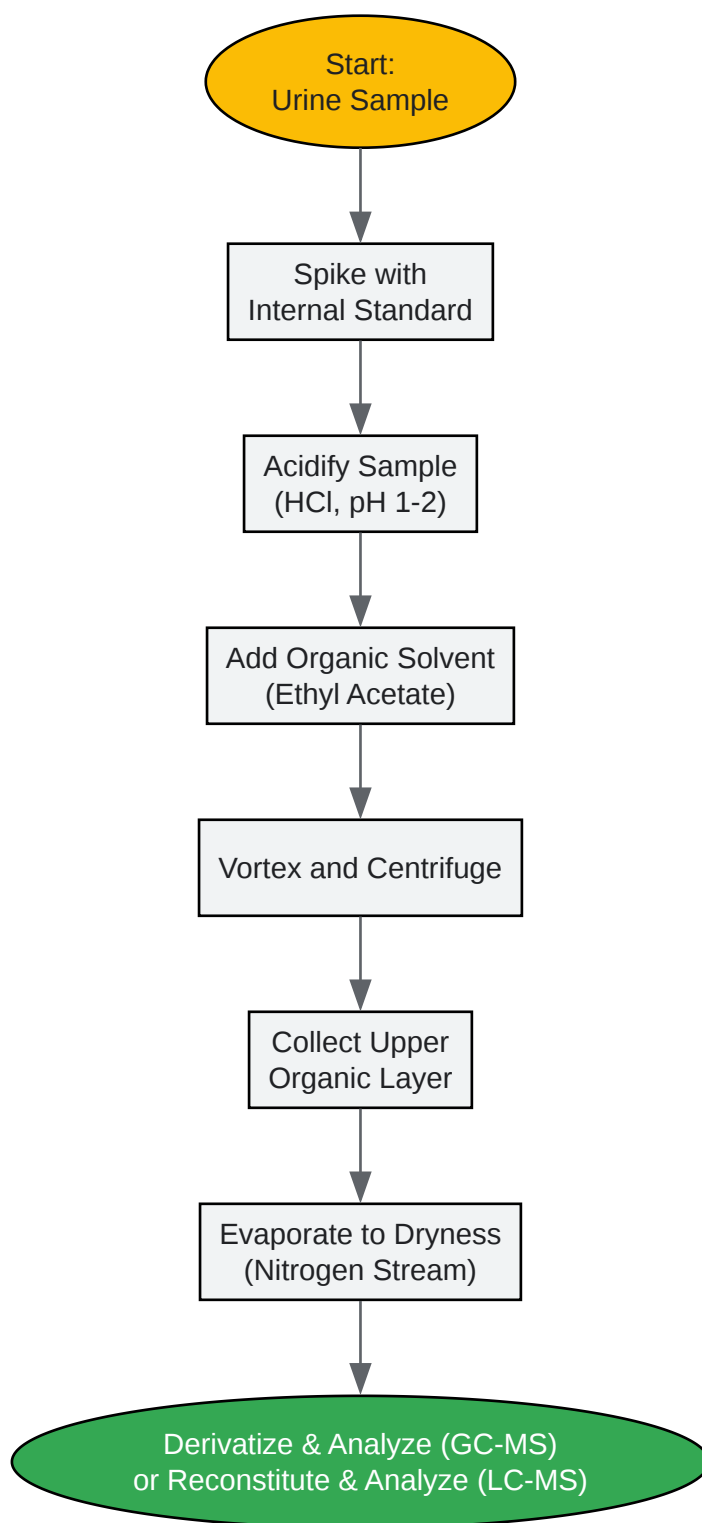 Start:
Urine Sample
Spike with
Internal Standard
Acidify Sample
(HCl, pH 1-2)
Add Organic Solvent
(Ethyl Acetate)
Vortex and Centrifuge
Collect Upper
Organic Layer
Evaporate to Dryness
(Nitrogen Stream)
Derivatize & Analyze (GC-MS)
or Reconstitute & Analyze (LC-MS)